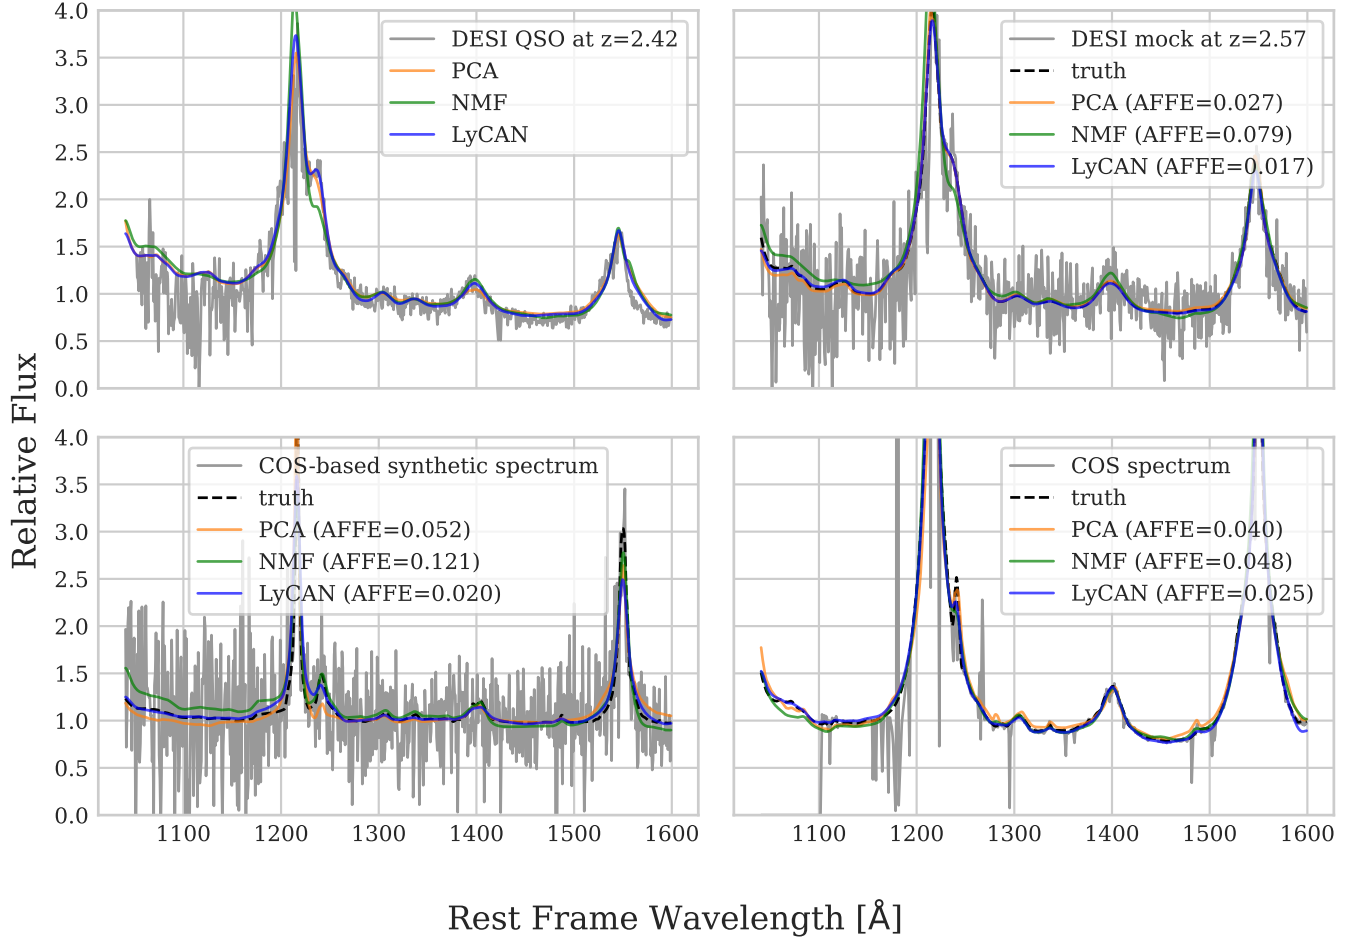 4.0
3.5
3.0
2.5
2.0
1.5
1.0
0.5
0.0
DESI QSO at z=2.42
PCA
NMF
LyCAN
DESI mock at z=2.57
truth
PCA (AFFE=0.027)
NMF (AFFE=0.079)
LyCAN (AFFE=0.017)
Relative Flux
4.0
3.5
3.0
2.5
2.0
1.5
1.0
0.5
0.0
COS-based synthetic spectrum
truth
PCA (AFFE=0.052)
NMF (AFFE=0.121)
LyCAN (AFFE=0.020)
COS spectrum
truth
PCA (AFFE=0.040)
NMF (AFFE=0.048)
LyCAN (AFFE=0.025)
1100 1200 1300 1400 1500 1600
1100 1200 1300 1400 1500 1600
Rest Frame Wavelength [Å]